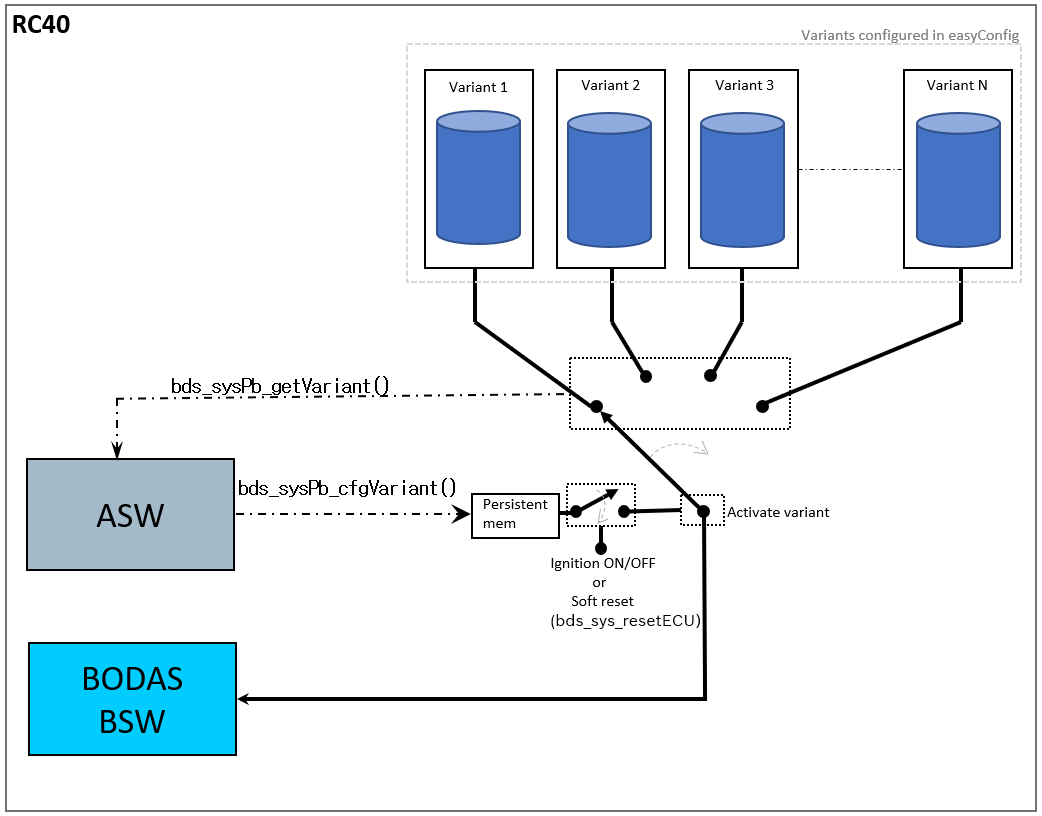 RC40
Variants configured in easyConfig
Variant 1
Variant 2
Variant 3
Variant N
bds_sysPb_getVariant()
ASW
bds_sysPb_cfgVariant()
Persistent
mem
Activate variant
Ignition ON/OFF
or
Soft reset
(bds_sys_resetECU)
BODAS
BSW